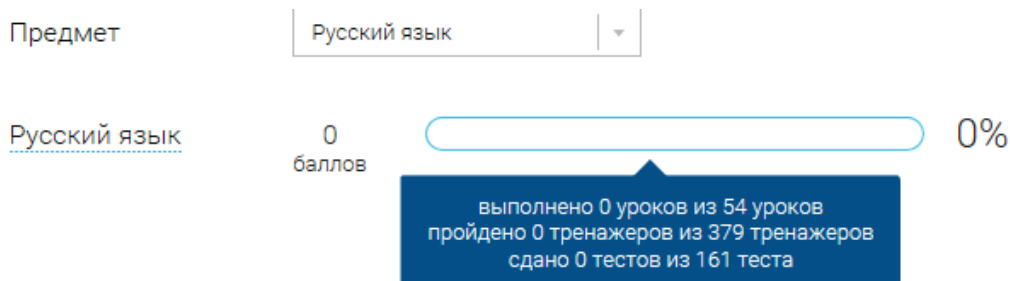 Предмет Русский язык
Русский язык 0 баллов 0%
выполнено 0 уроков из 54 уроков
пройдено 0 тренажеров из 379 тренажеров
сдано 0 тестов из 161 теста